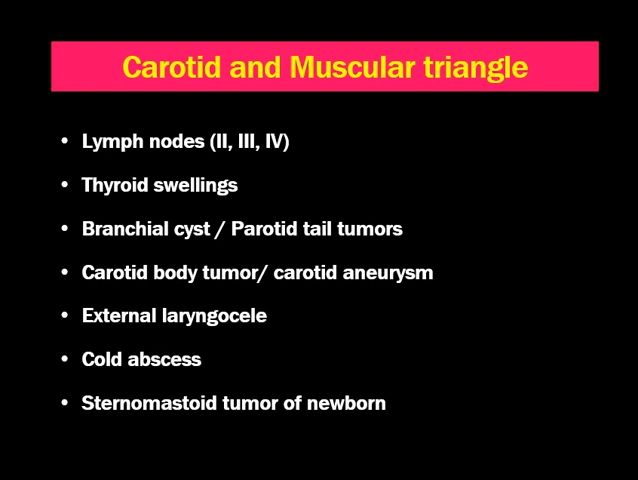 Carotid and Muscular triangle
• Lymph nodes (II, III, IV)
• Thyroid swellings
• Branchial cyst / Parotid tail tumors
• Carotid body tumor/ carotid aneurysm
• External laryngocele
• Cold abscess
• Sternomastoid tumor of newborn